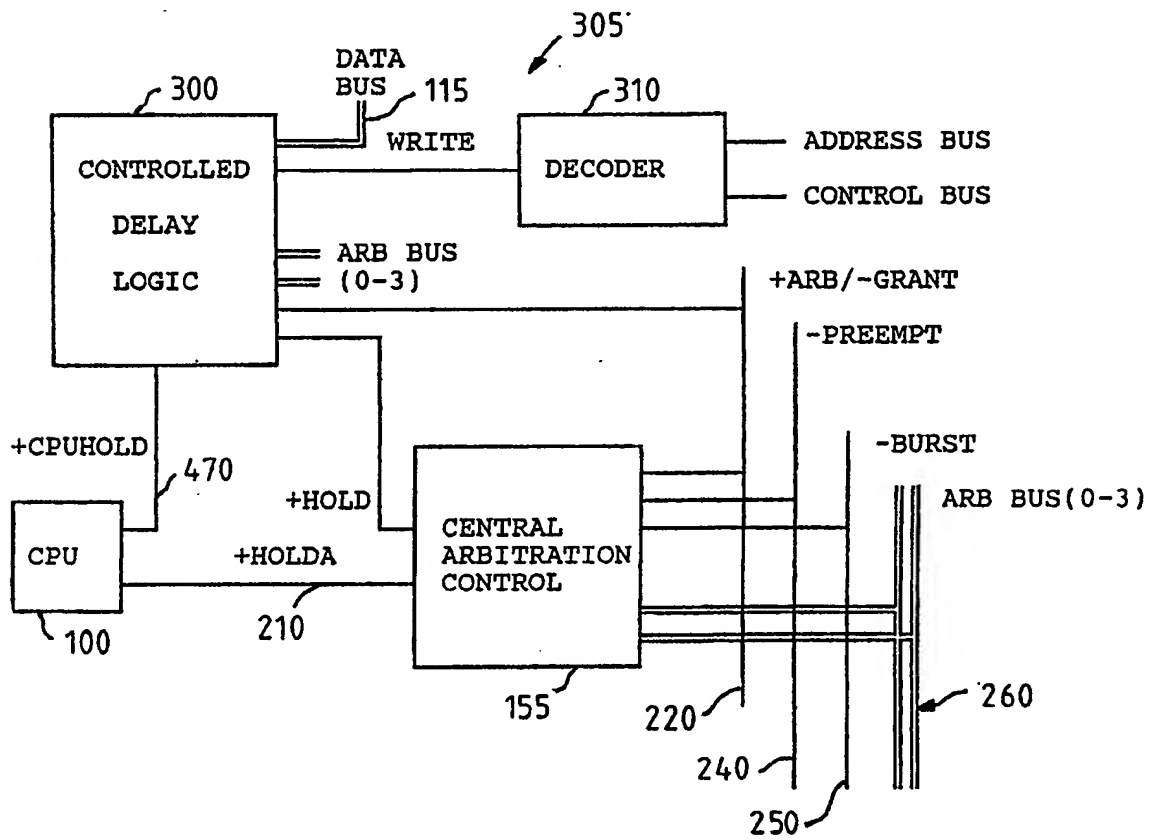 305
DATA
BUS
300
115
310
WRITE
CONTROLLED
DELAY
LOGIC
DECODER
ADDRESS BUS
CONTROL BUS
ARB BUS
(0-3)
+ARB/~GRANT
-PREEMPT
+CPUHOLD
470
-BURST
+HOLD
ARB BUS(0-3)
CPU
+HOLDA
CENTRAL
ARBITRATION
CONTROL
100
210
155
220
260
240
250